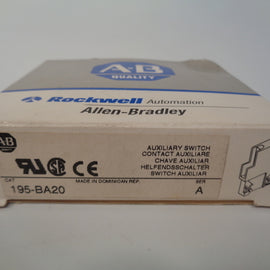 AB
QUALITY
Rockwell Automation
Allen-Bradley
AB
AUXILIARY SWITCH
CONTACT AUXILIAIRE
CHAVE AUXILIAR
HELFENDSSCHALTER
SWITCH AUXILIAR
CAT
195-BA20
MADE IN DOMINICAN REP.
SER
A